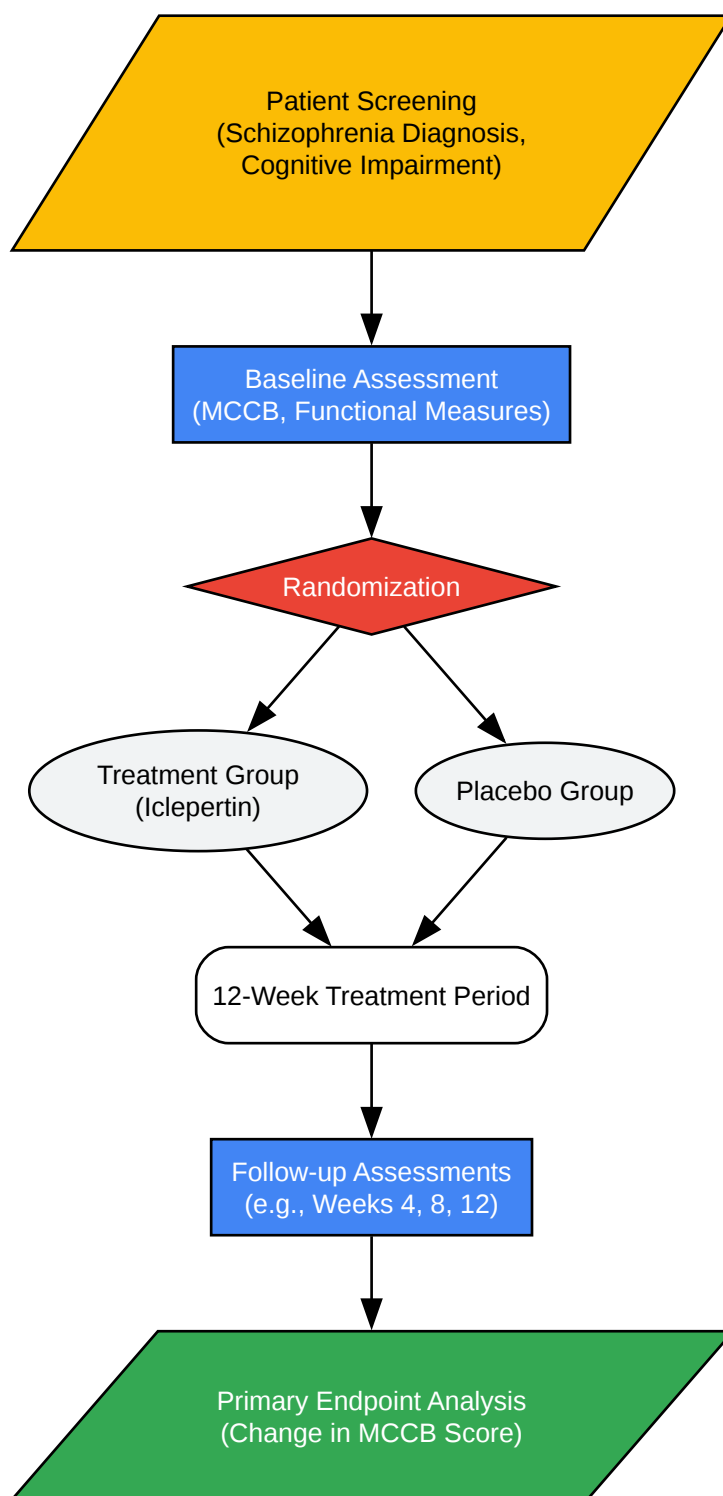 Patient Screening
(Schizophrenia Diagnosis,
Cognitive Impairment)
Baseline Assessment
(MCCB, Functional Measures)
Randomization
Treatment Group
(Iclepertin)
Placebo Group
12-Week Treatment Period
Follow-up Assessments
(e.g., Weeks 4, 8, 12)
Primary Endpoint Analysis
(Change in MCCB Score)